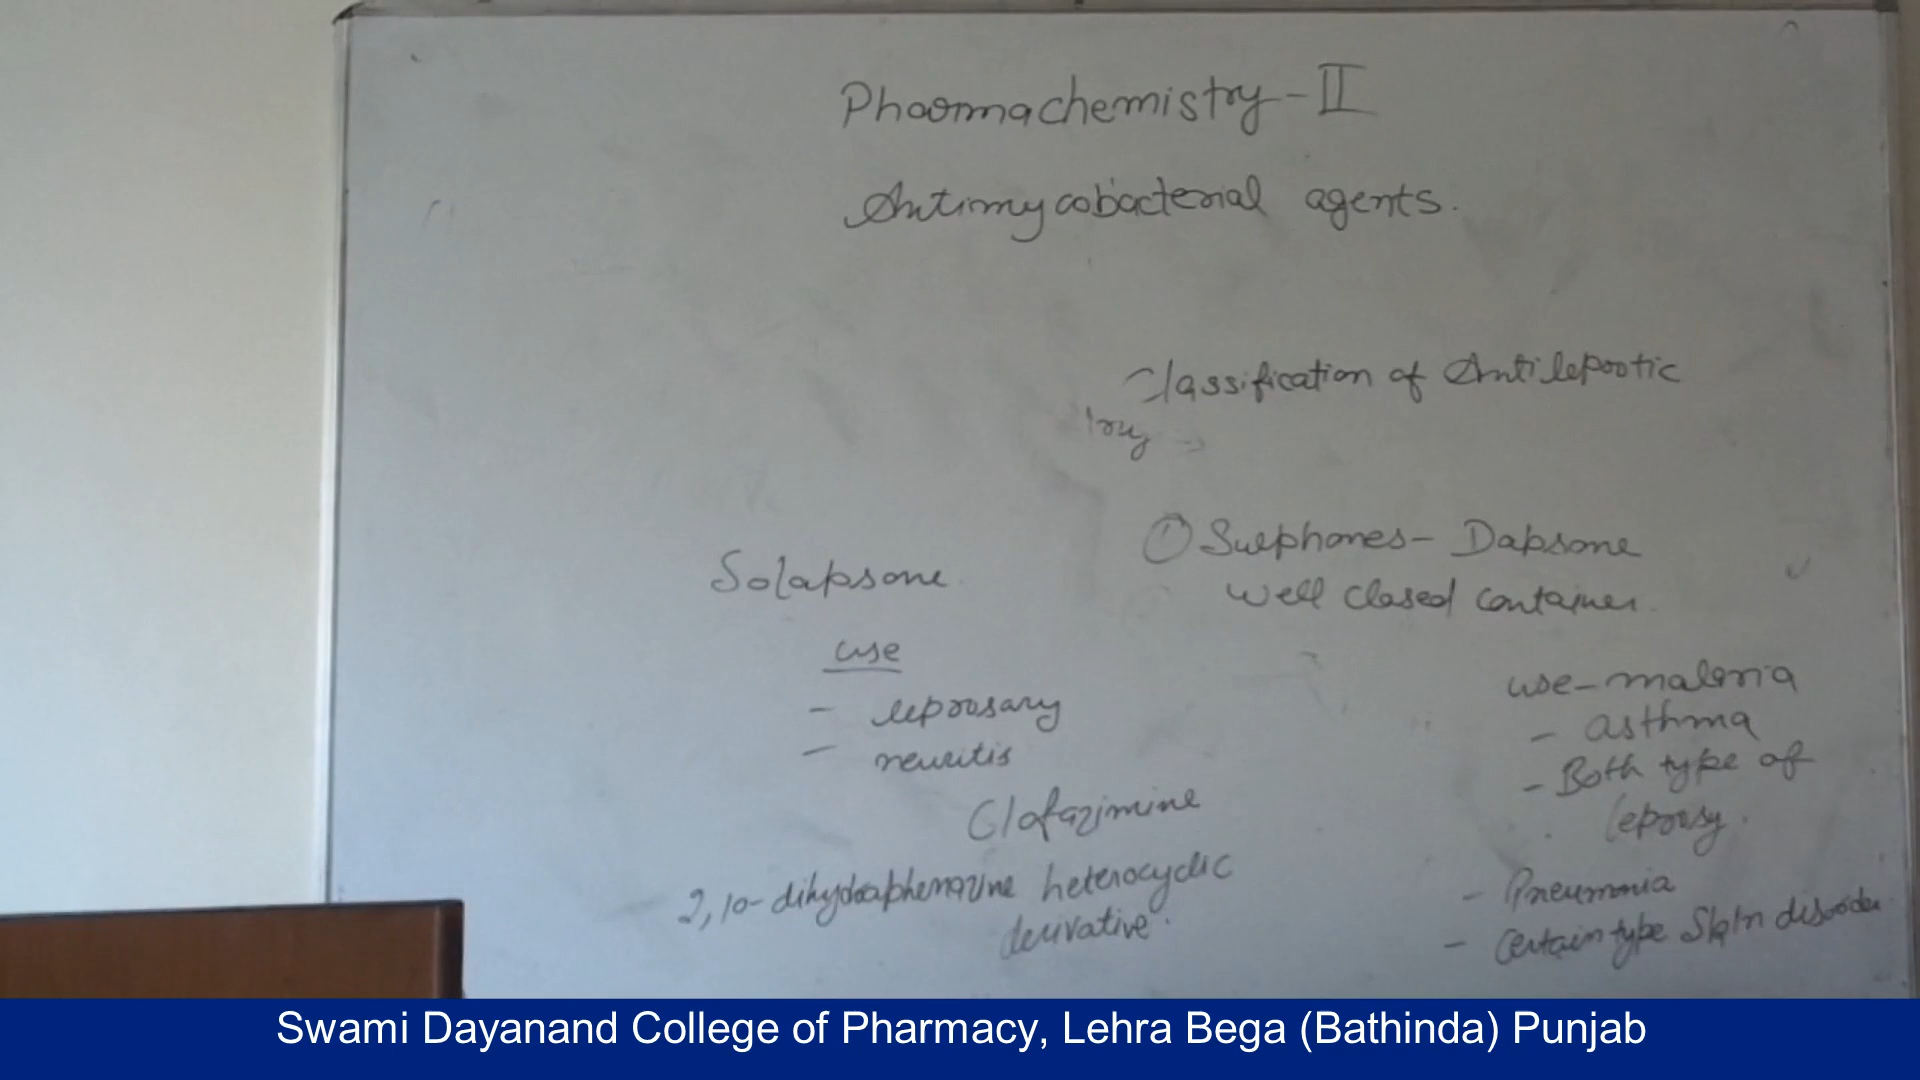 Pharmachemistry-II
Antimycobacterial agents.
Classification of Antileprotic
drug
① Sulphones- Dapsone
well closed container.
use-malaria
- asthma
- Both type of
leprosy.
- Pneumonia
- Certain type Skin disorder
Solapsone
use
- leprosary
- neuritis
Clofazimine
2,10-dihydrophenazine heterocyclic
derivative.
Swami Dayanand College of Pharmacy, Lehra Bega (Bathinda) Punjab